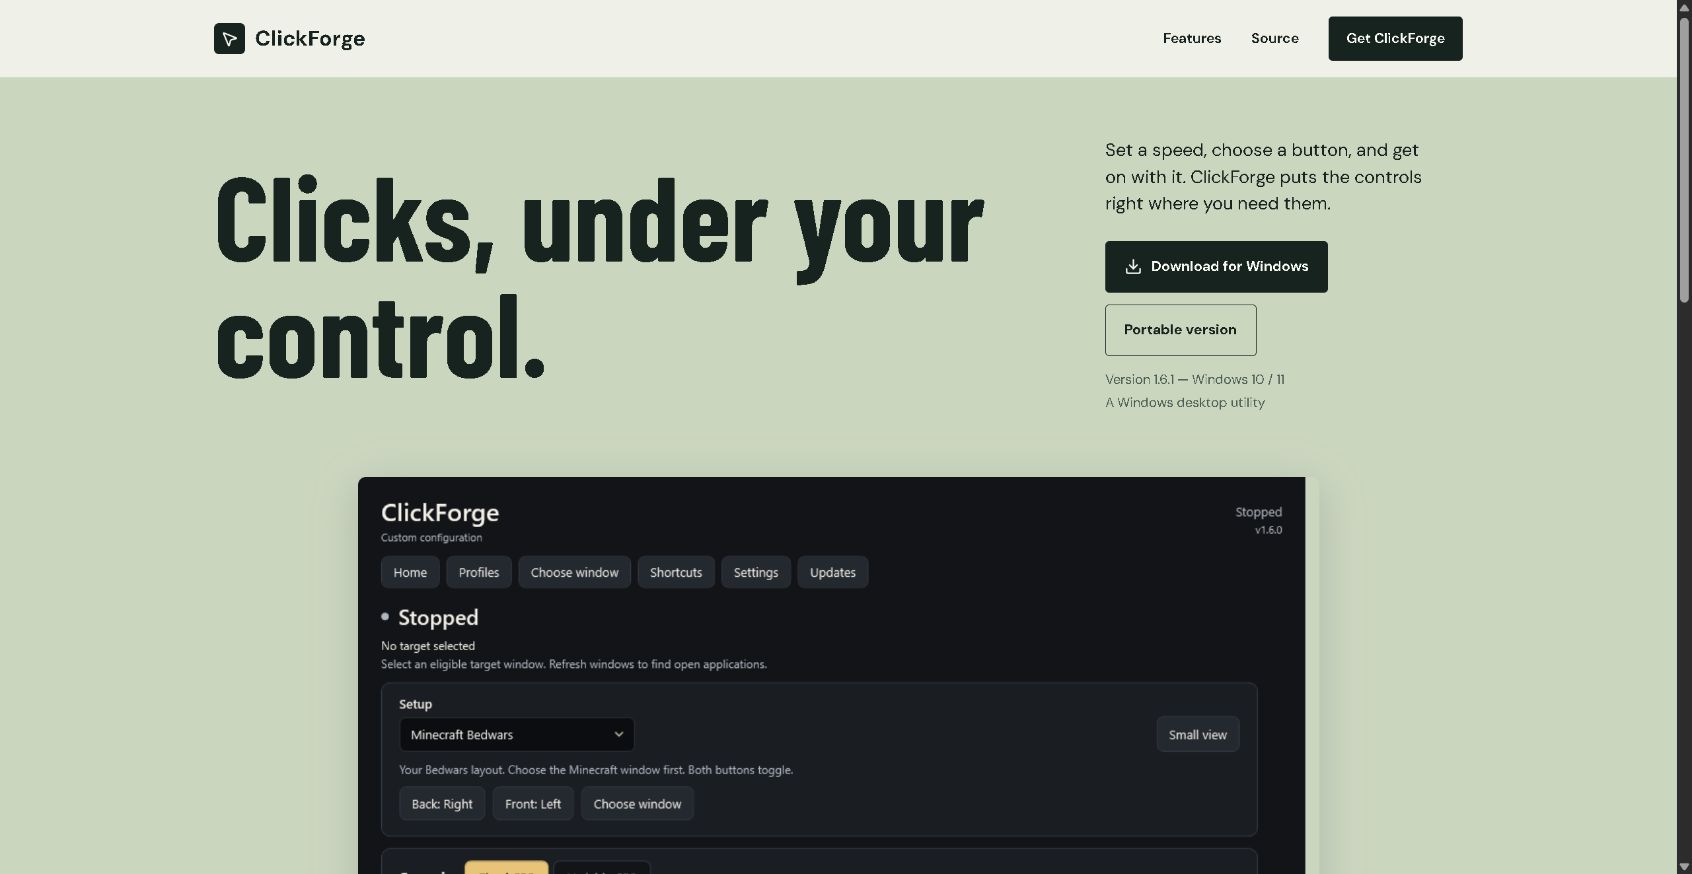 ClickForge
Features
Source
Get ClickForge
Clicks, under your
control.
Set a speed, choose a button, and get
on with it. ClickForge puts the controls
right where you need them.
Download for Windows
Portable version
Version 1.6.1 — Windows 10 / 11
A Windows desktop utility
ClickForge
Stopped
Custom configuration
v1.6.0
Home
Profiles
Choose window
Shortcuts
Settings
Updates
Stopped
No target selected
Select an eligible target window. Refresh windows to find open applications.
Setup
Minecraft Bedwars
Small view
Your Bedwars layout. Choose the Minecraft window first. Both buttons toggle.
Back: Right
Front: Left
Choose window